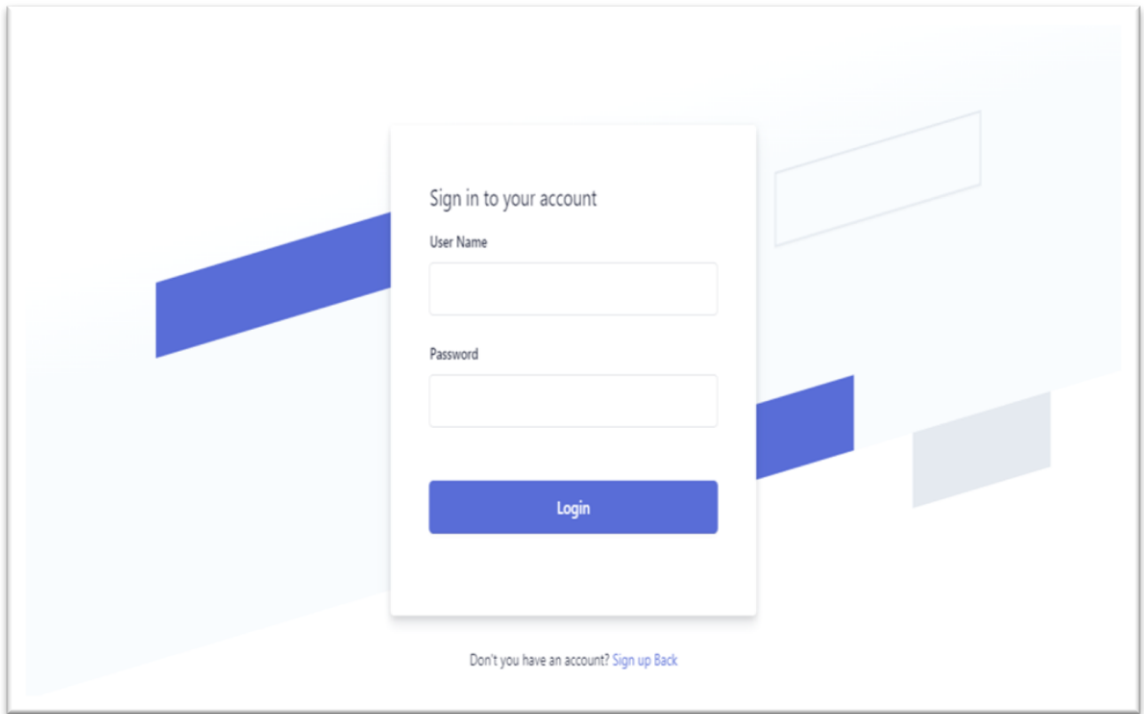 Sign in to your account
User Name
Password
Login
Don't you have an account? Sign up Back